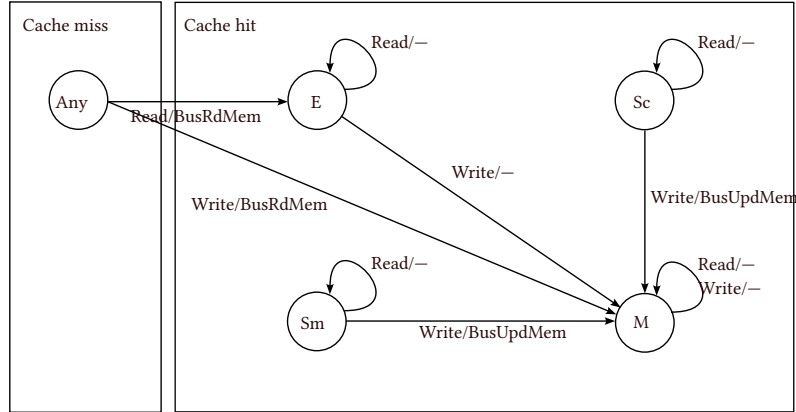 Cache miss
Cache hit
Read/—
Read/—
Any
E
Sc
Read/BusRdMem
Write/—
Write/BusRdMem
Write/BusUpdMem
Read/—
Read/—
Write/—
Sm
M
Write/BusUpdMem